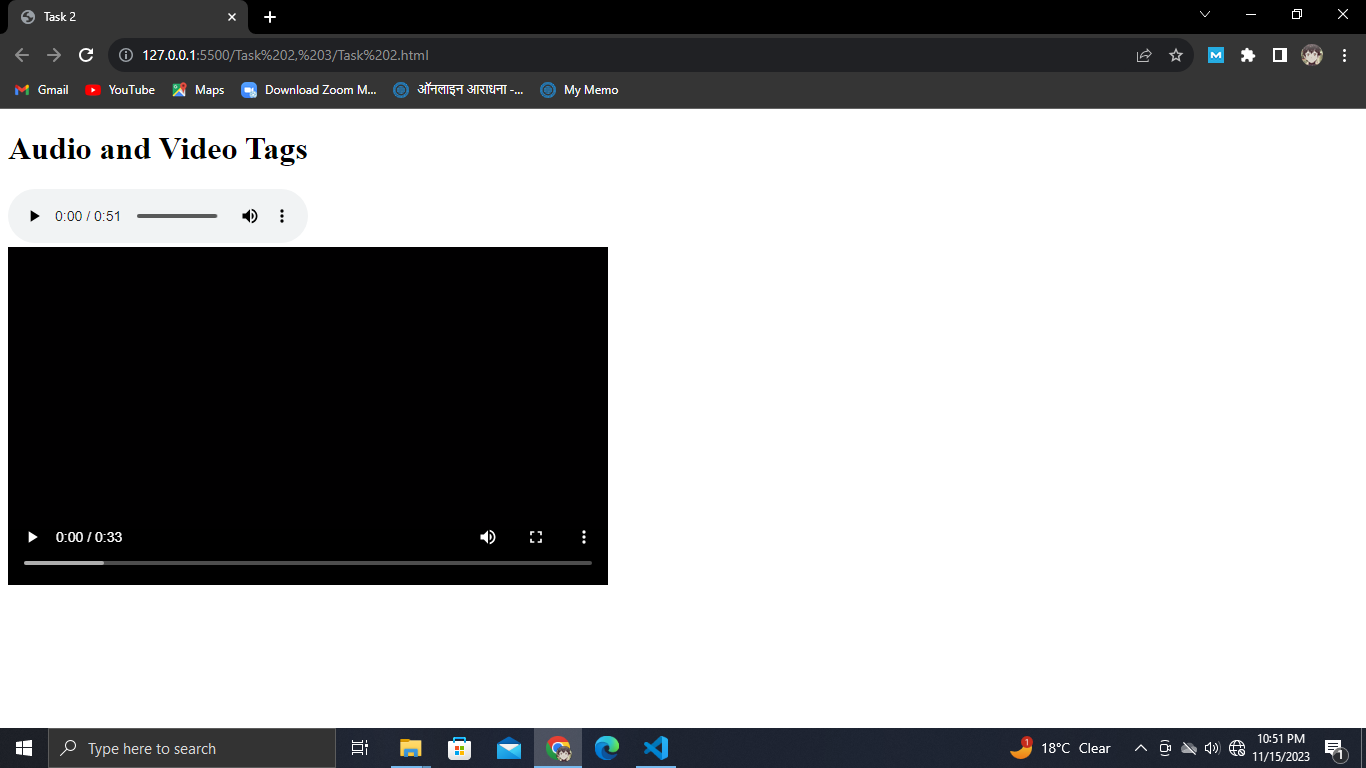 Task 2
127.0.0.1:5500/Task%202,%203/Task%202.html
Gmail
YouTube
Maps
Download Zoom M...
ऑनलाइन आराधना -...
My Memo
Audio and Video Tags
0:00 / 0:51
0:00 / 0:33
Type here to search
1
18°C Clear
10:51 PM
11/15/2023
1